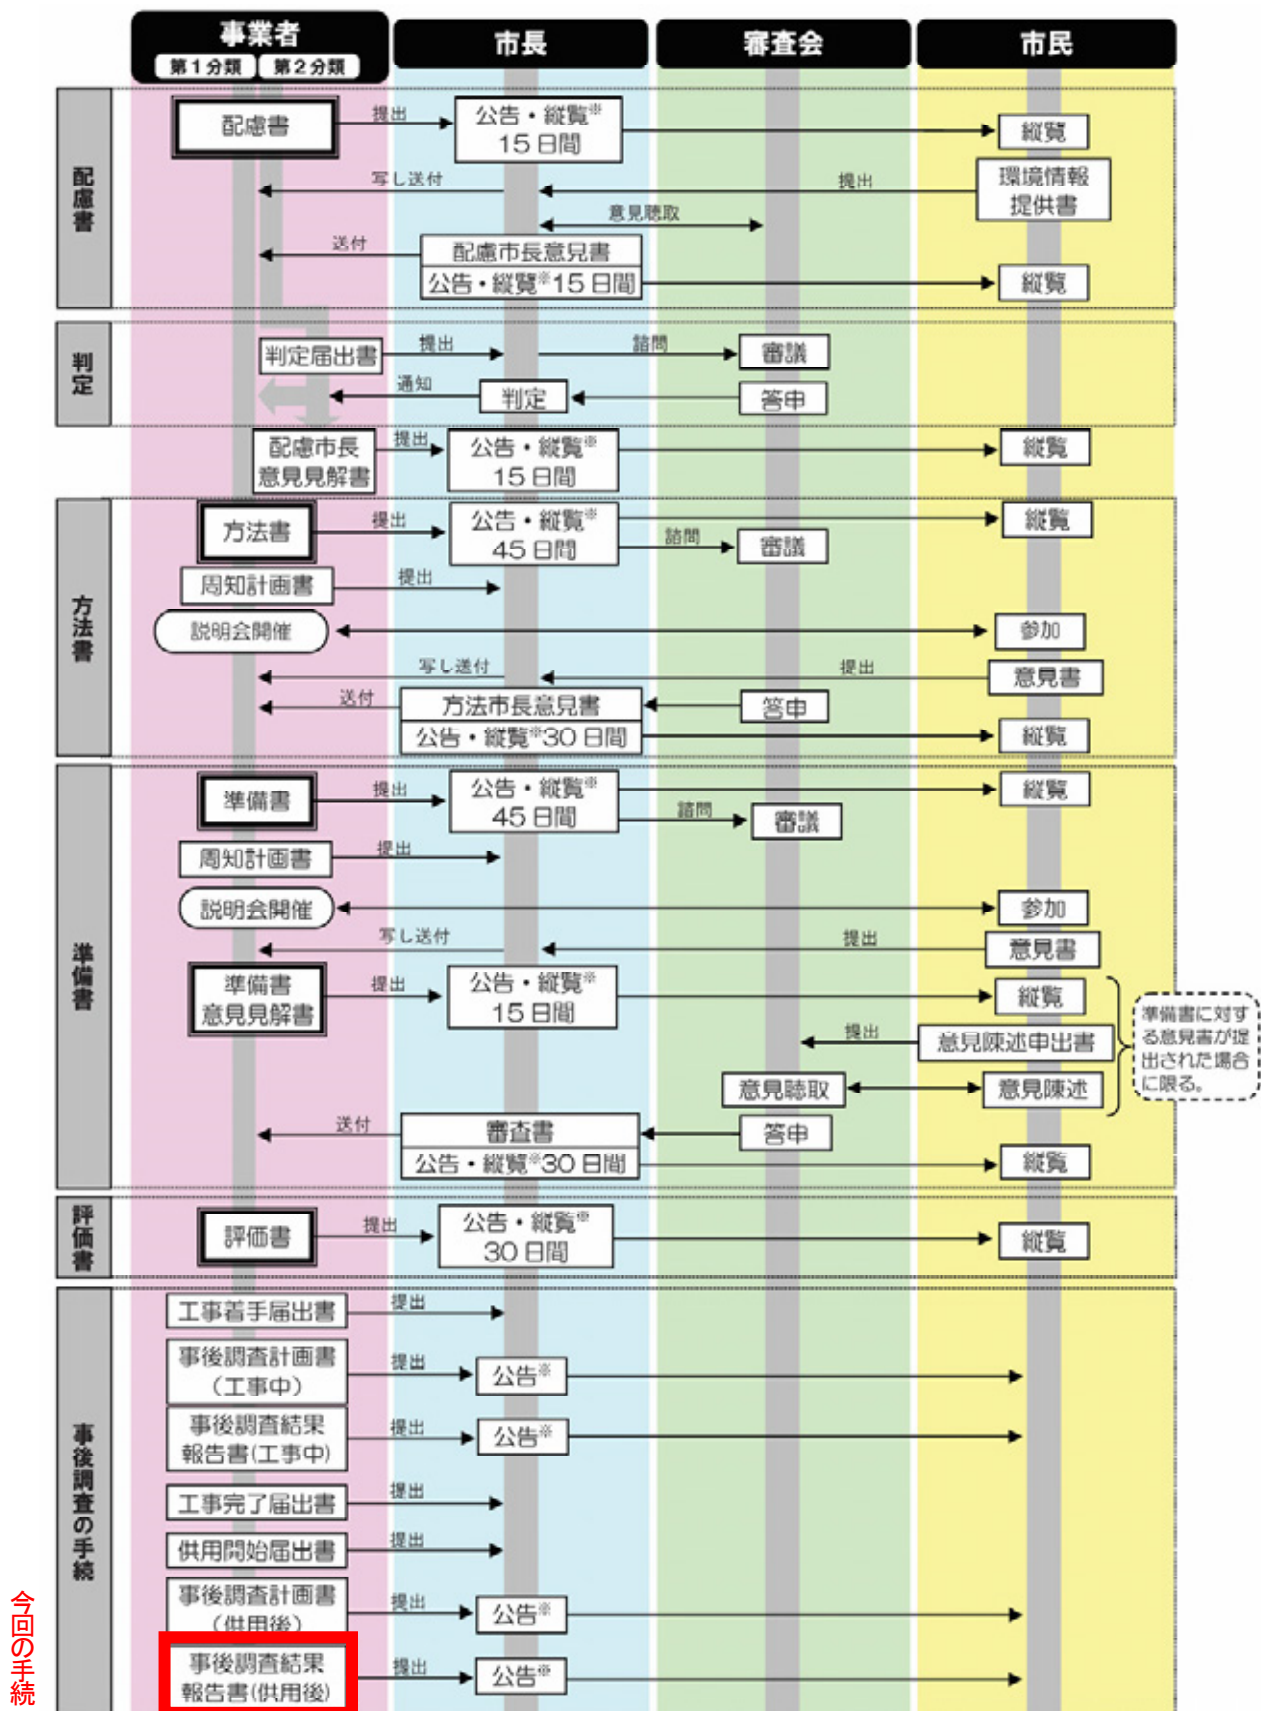 事業者
第1分類 第2分類
市長
審査会
市民
配慮書
配慮書
提出
公告・縦覧※
15日間
縦覧
写し送付
提出
環境情報
提供書
意見聴取
送付
配慮市長意見書
公告・縦覧※15日間
縦覧
判定
判定届出書
提出
諮問
審議
通知
判定
答申
配慮市長
意見見解書
提出
公告・縦覧※
15日間
縦覧
方法書
方法書
提出
公告・縦覧※
45日間
縦覧
諮問
審議
周知計画書
提出
説明会開催
参加
写し送付
提出
意見書
送付
方法市長意見書
公告・縦覧※30日間
答申
縦覧
準備書
準備書
提出
公告・縦覧※
45日間
縦覧
諮問
審議
周知計画書
提出
説明会開催
参加
写し送付
提出
意見書
準備書
意見見解書
提出
公告・縦覧※
15日間
縦覧
提出
意見陳述申出書
意見聴取
意見陳述
準備書に対す
る意見書が提
出された場合
に限る。
送付
審査書
公告・縦覧※30日間
答申
縦覧
評価書
評価書
提出
公告・縦覧※
30日間
縦覧
事後調査の手続
工事着手届出書
提出
事後調査計画書
(工事中)
提出
公告※
事後調査結果
報告書(工事中)
提出
公告※
工事完了届出書
提出
供用開始届出書
提出
事後調査計画書
(供用後)
提出
公告※
今回の手続
事後調査結果
報告書(供用後)
提出
公告※